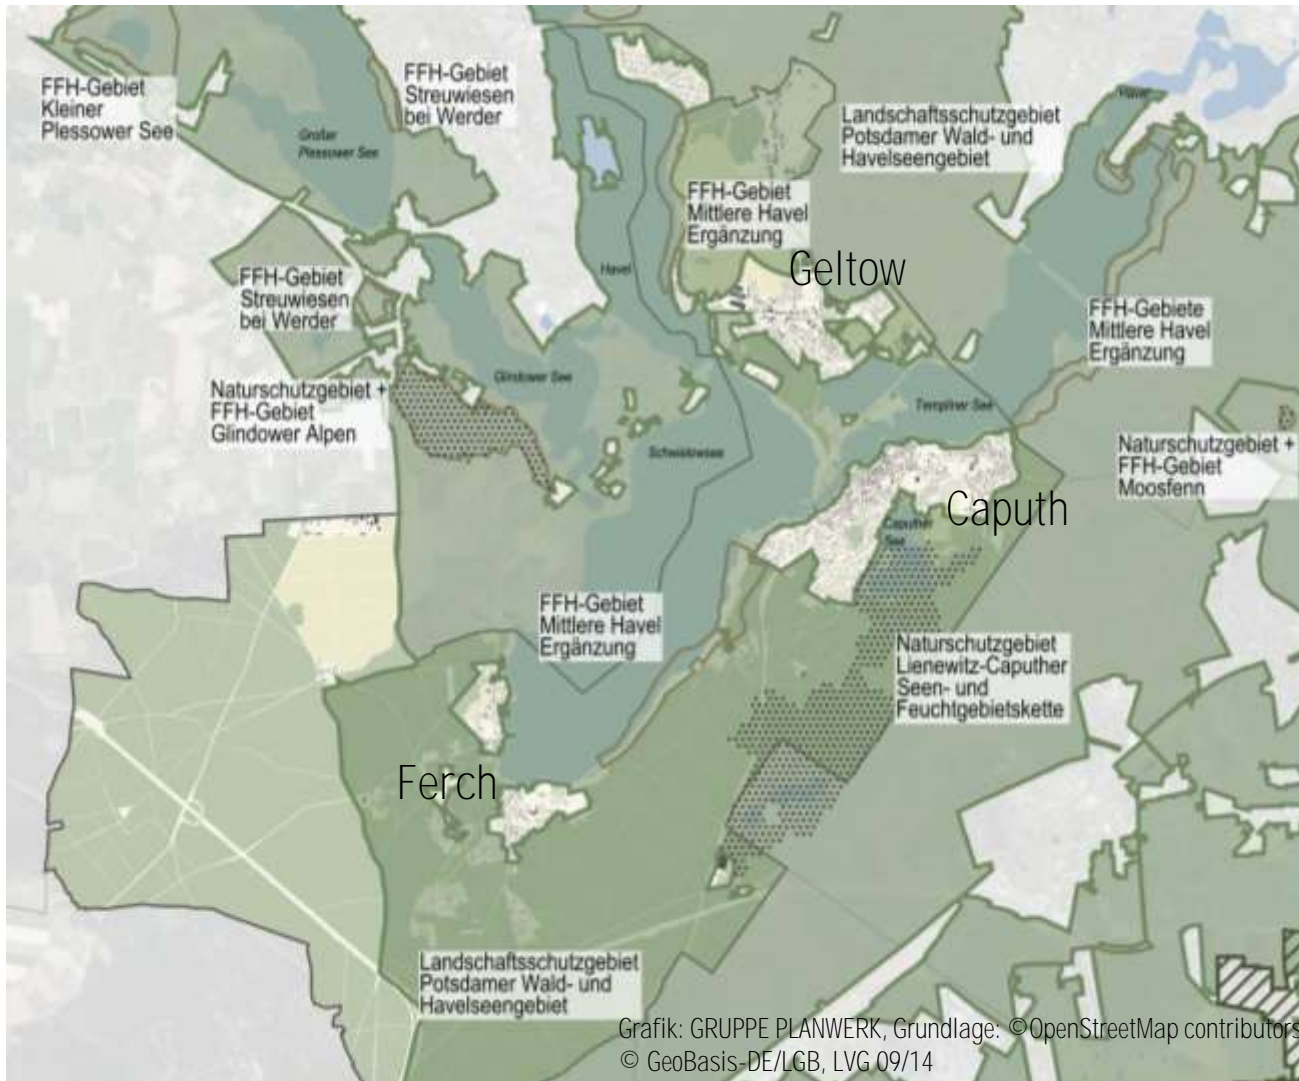 FFH-Gebiet
Kleiner
Plessower See
FFH-Gebiet
Streuwiesen
bei Werder
Großer
Plessower See
Landschaftsschutzgebiet
Potsdamer Wald- und
Havelseengebiet
Havel
FFH-Gebiet
Mittlere Havel
Ergänzung
Geltow
Havel
FFH-Gebiet
Streuwiesen
bei Werder
FFH-Gebiete
Mittlere Havel
Ergänzung
Naturschutzgebiet +
FFH-Gebiet
Glindower Alpen
Glindower See
Templiner See
Schwielowsee
Naturschutzgebiet +
FFH-Gebiet
Moosfenn
Caputh
Caputher
See
FFH-Gebiet
Mittlere Havel
Ergänzung
Naturschutzgebiet
Lienewitz-Caputher
Seen- und
Feuchtgebietskette
Ferch
Landschaftsschutzgebiet
Potsdamer Wald- und
Havelseengebiet
Grafik: GRUPPE PLANWERK, Grundlage: ©OpenStreetMap contributors
© GeoBasis-DE/LGB, LVG 09/14